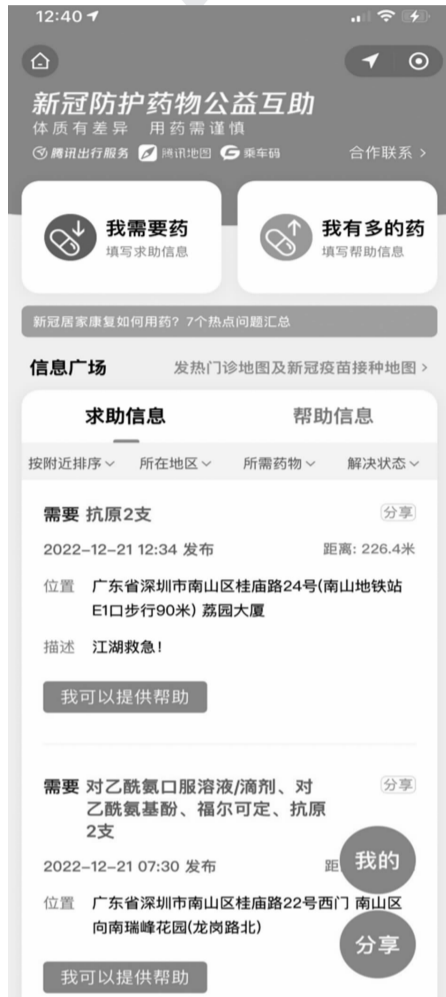 12:40
新冠防护药物公益互助
体质有差异 用药需谨慎
腾讯出行服务 腾讯地图 乘车码 合作联系 >
我需要药
填写求助信息
我有多的药
填写帮助信息
新冠居家康复如何用药？7个热点问题汇总
信息广场 发热门诊地图及新冠疫苗接种地图 >
求助信息 帮助信息
按附近排序 所在地区 所需药物 解决状态
需要 抗原2支 分享
2022-12-21 12:34 发布 距离: 226.4米
位置 广东省深圳市南山区桂庙路24号(南山地铁站
E1口步行90米) 荔园大厦
描述 江湖救急！
我可以提供帮助
需要 对乙酰氨口服溶液/滴剂、对 分享
乙酰氨基酚、福尔可定、抗原
2支
2022-12-21 07:30 发布 距
我的
位置 广东省深圳市南山区桂庙路22号西门 南山区
向南瑞峰花园(龙岗路北)
分享
我可以提供帮助